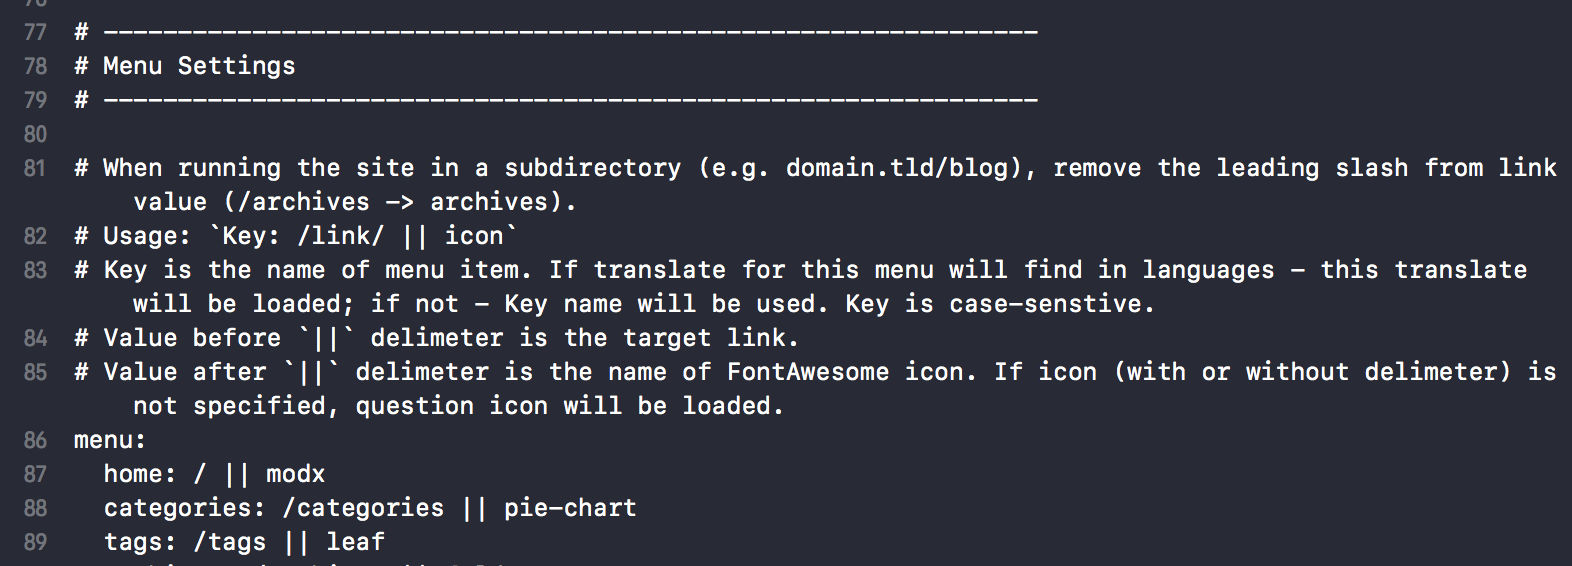 77 # ---------------------------------------------------------------
78 # Menu Settings
79 # ---------------------------------------------------------------
80
81 # When running the site in a subdirectory (e.g. domain.tld/blog), remove the leading slash from link
value (/archives -> archives).
82 # Usage: `Key: /link/ || icon`
83 # Key is the name of menu item. If translate for this menu will find in languages - this translate
will be loaded; if not - Key name will be used. Key is case-senstive.
84 # Value before `||` delimeter is the target link.
85 # Value after `||` delimeter is the name of FontAwesome icon. If icon (with or without delimeter) is
not specified, question icon will be loaded.
86 menu:
87   home: / || modx
88   categories: /categories || pie-chart
89   tags: /tags || leaf